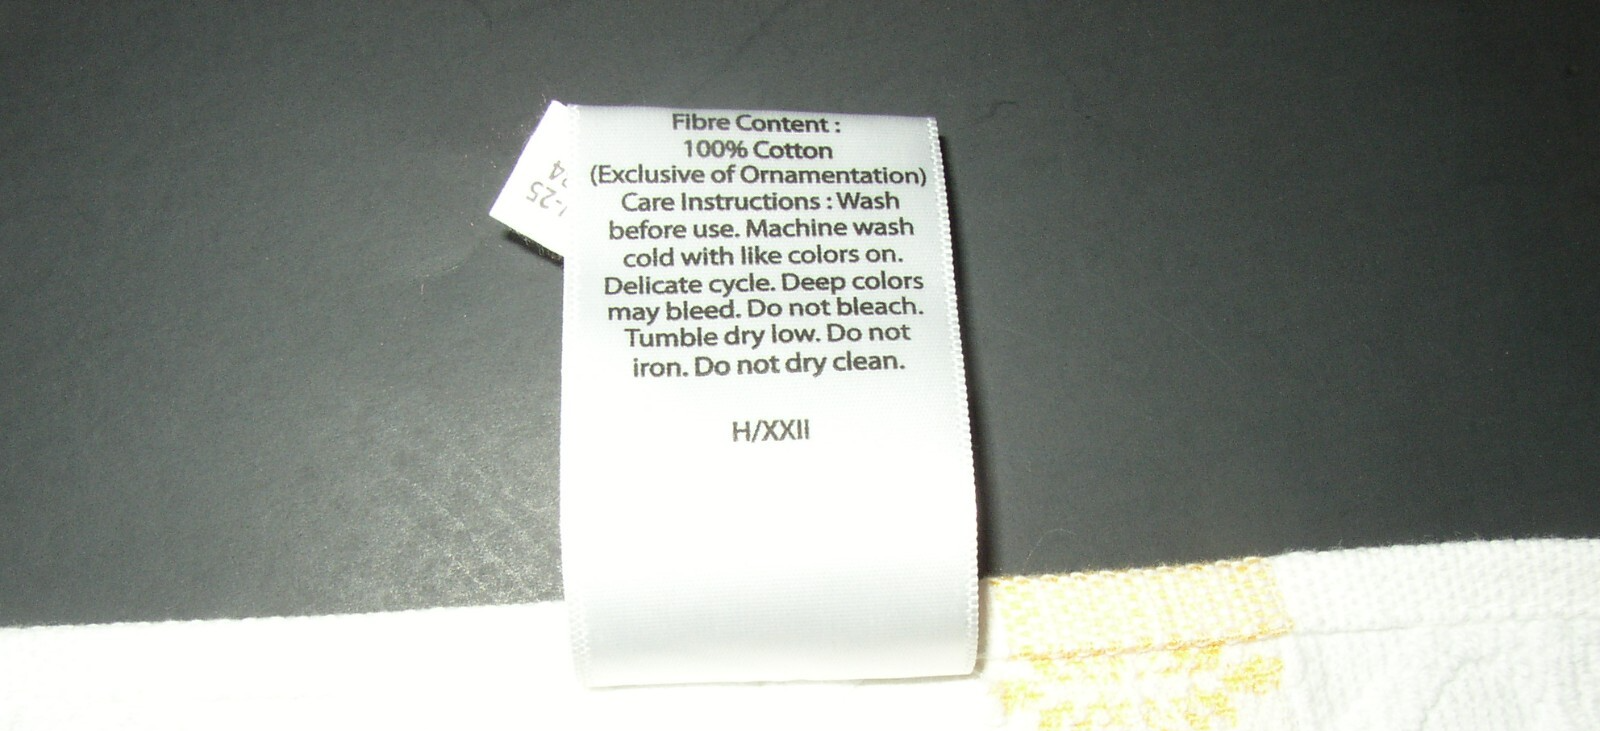 Fibre Content :
100% Cotton
(Exclusive of Ornamentation)
Care Instructions : Wash
before use. Machine wash
cold with like colors on.
Delicate cycle. Deep colors
may bleed. Do not bleach.
Tumble dry low. Do not
iron. Do not dry clean.
H/XXII
-25